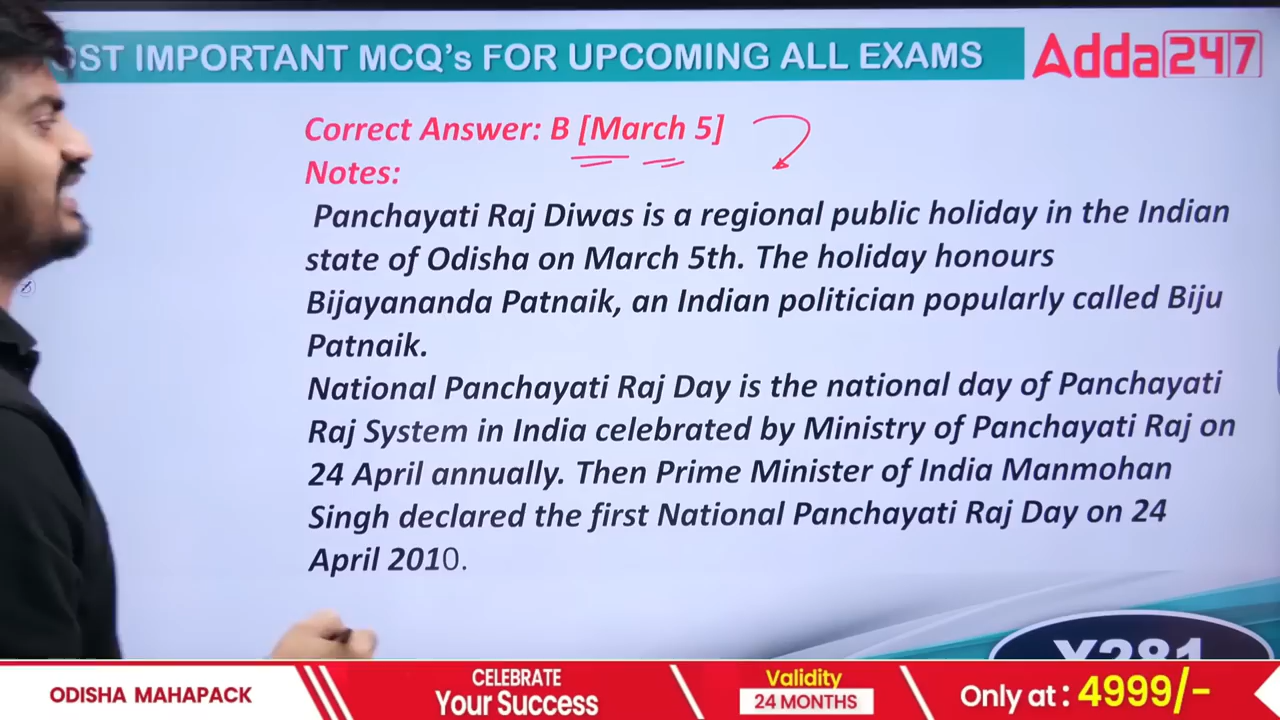 OST IMPORTANT MCQ's FOR UPCOMING ALL EXAMS
Adda247
Correct Answer: B [March 5]
Notes:
Panchayati Raj Diwas is a regional public holiday in the Indian
state of Odisha on March 5th. The holiday honours
Bijayananda Patnaik, an Indian politician popularly called Biju
Patnaik.
National Panchayati Raj Day is the national day of Panchayati
Raj System in India celebrated by Ministry of Panchayati Raj on
24 April annually. Then Prime Minister of India Manmohan
Singh declared the first National Panchayati Raj Day on 24
April 2010.
Y281
ODISHA MAHAPACK
CELEBRATE
Your Success
Validity
24 MONTHS
Only at : 4999/-